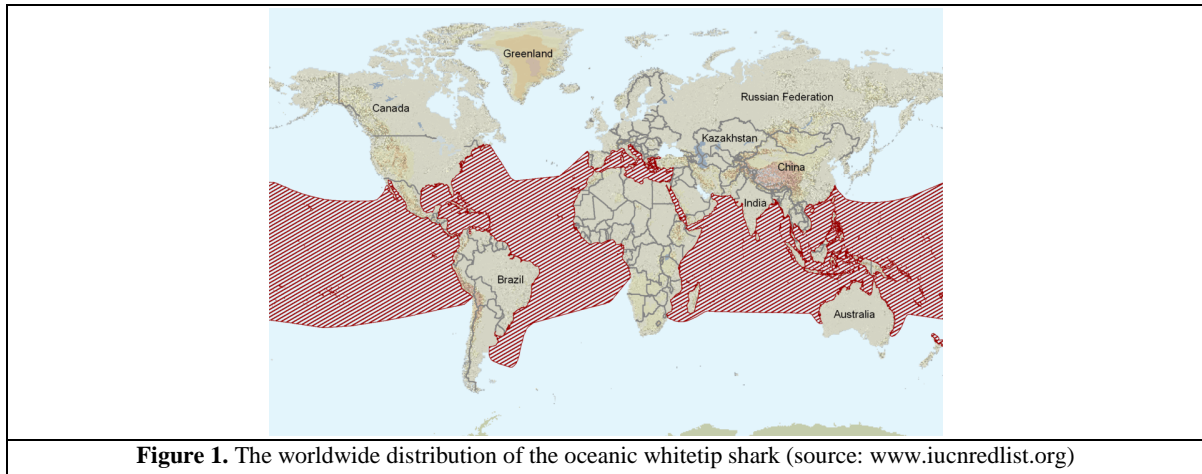 Greenland
Canada
Russian Federation
Kazakhstan
China
India
Brazil
Australia
Figure 1. The worldwide distribution of the oceanic whitetip shark (source: www.iucnredlist.org)